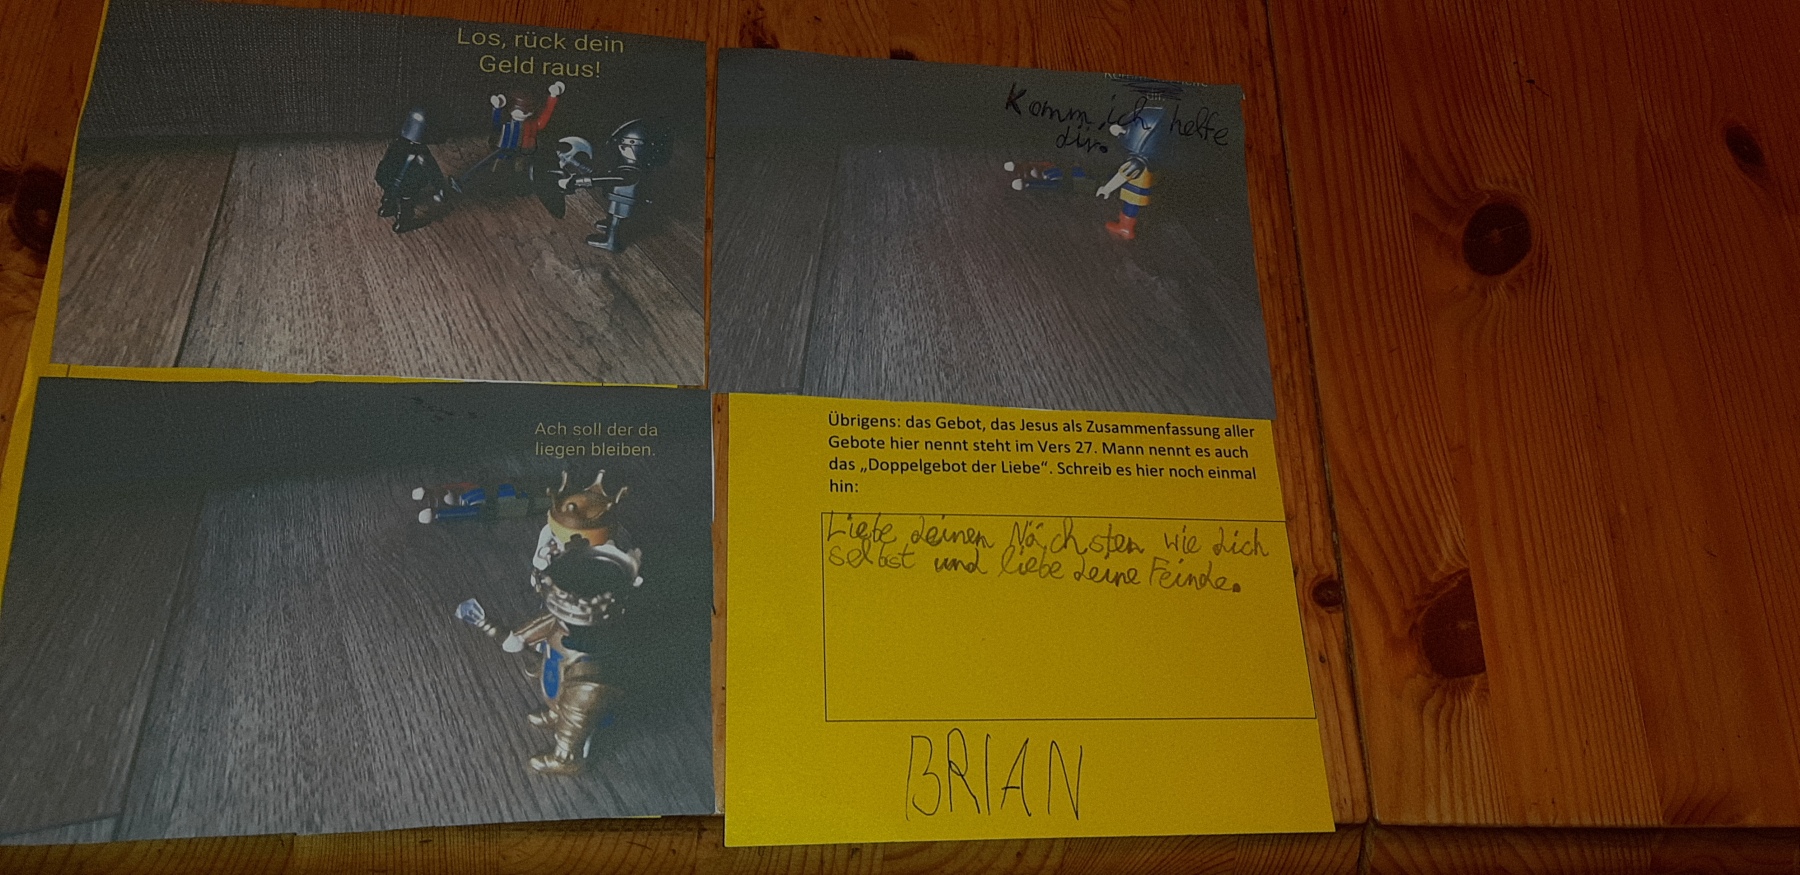 Los, rück dein
Geld raus!
Komm, ich helfe
dir.
Ach soll der da
liegen bleiben.
Übrigens: das Gebot, das Jesus als Zusammenfassung aller
Gebote hier nennt steht im Vers 27. Mann nennt es auch
das „Doppelgebot der Liebe“. Schreib es hier noch einmal
hin:
Liebe deinen Nächsten wie dich
selbst und liebe deine Feinde.
BRIAN